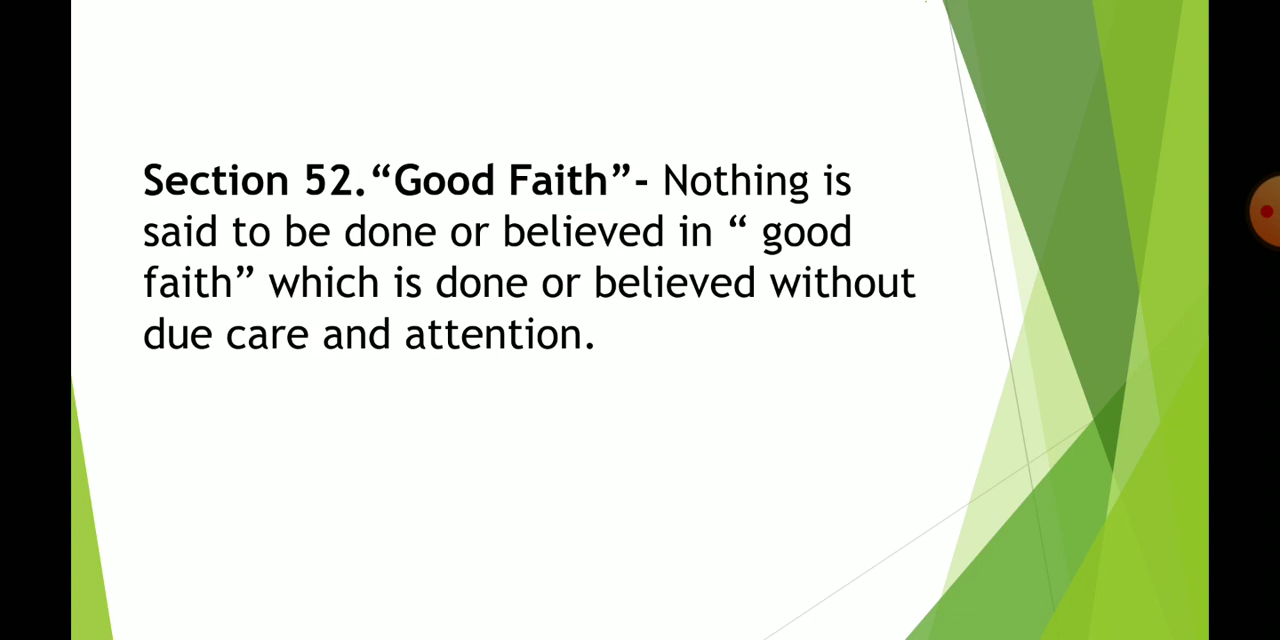 Section 52.“Good Faith”- Nothing is
said to be done or believed in “ good
faith” which is done or believed without
due care and attention.